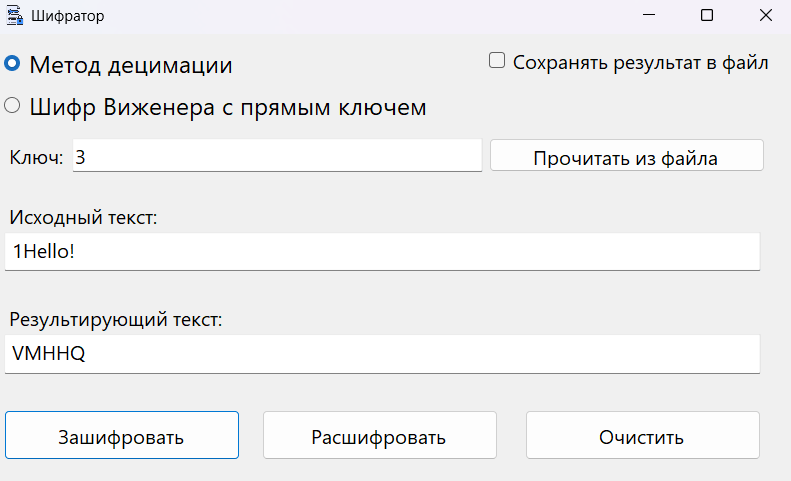 Шифратор
Метод децимации
Сохранять результат в файл
Шифр Виженера с прямым ключем
Ключ: 3
Прочитать из файла
Исходный текст:
1Hello!
Результирующий текст:
VMHHQ
Зашифровать
Расшифровать
Очистить